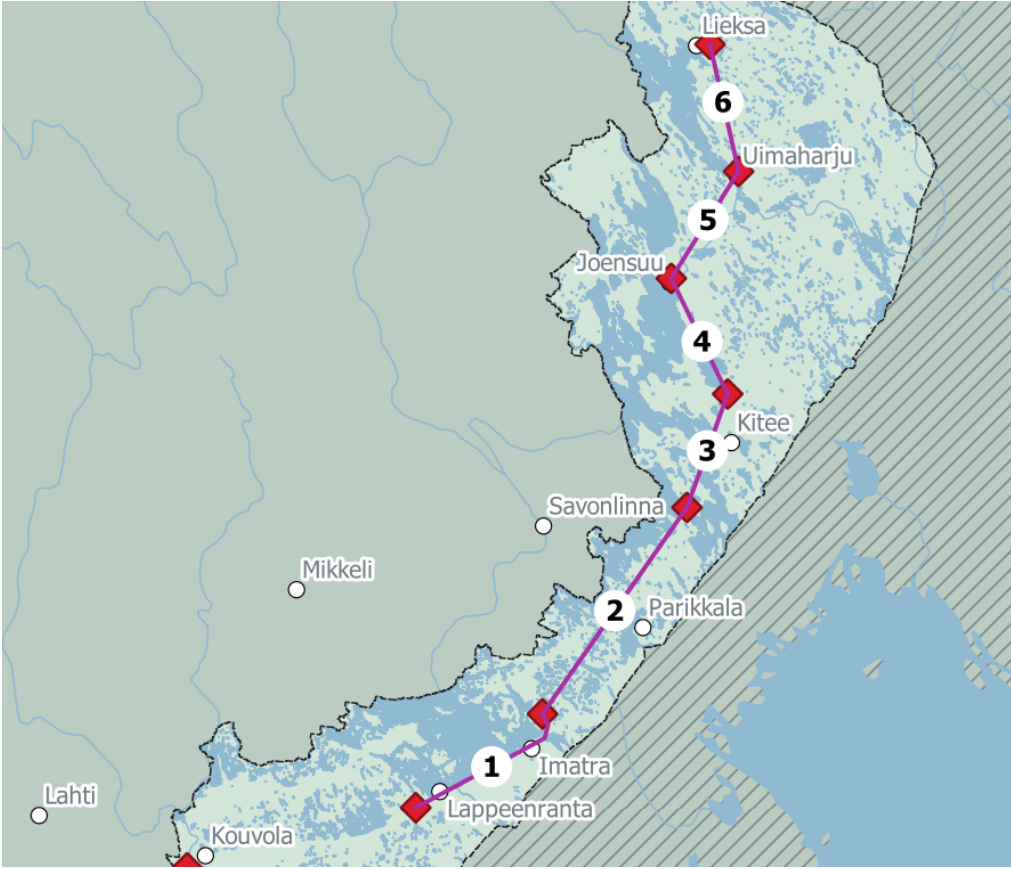 Lieksa
6
Uimaharju
5
Joensuu
4
Kitee
3
Savonlinna
Mikkeli
2
Parikkala
Imatra
1
Lappeenranta
Lahti
Kouvola